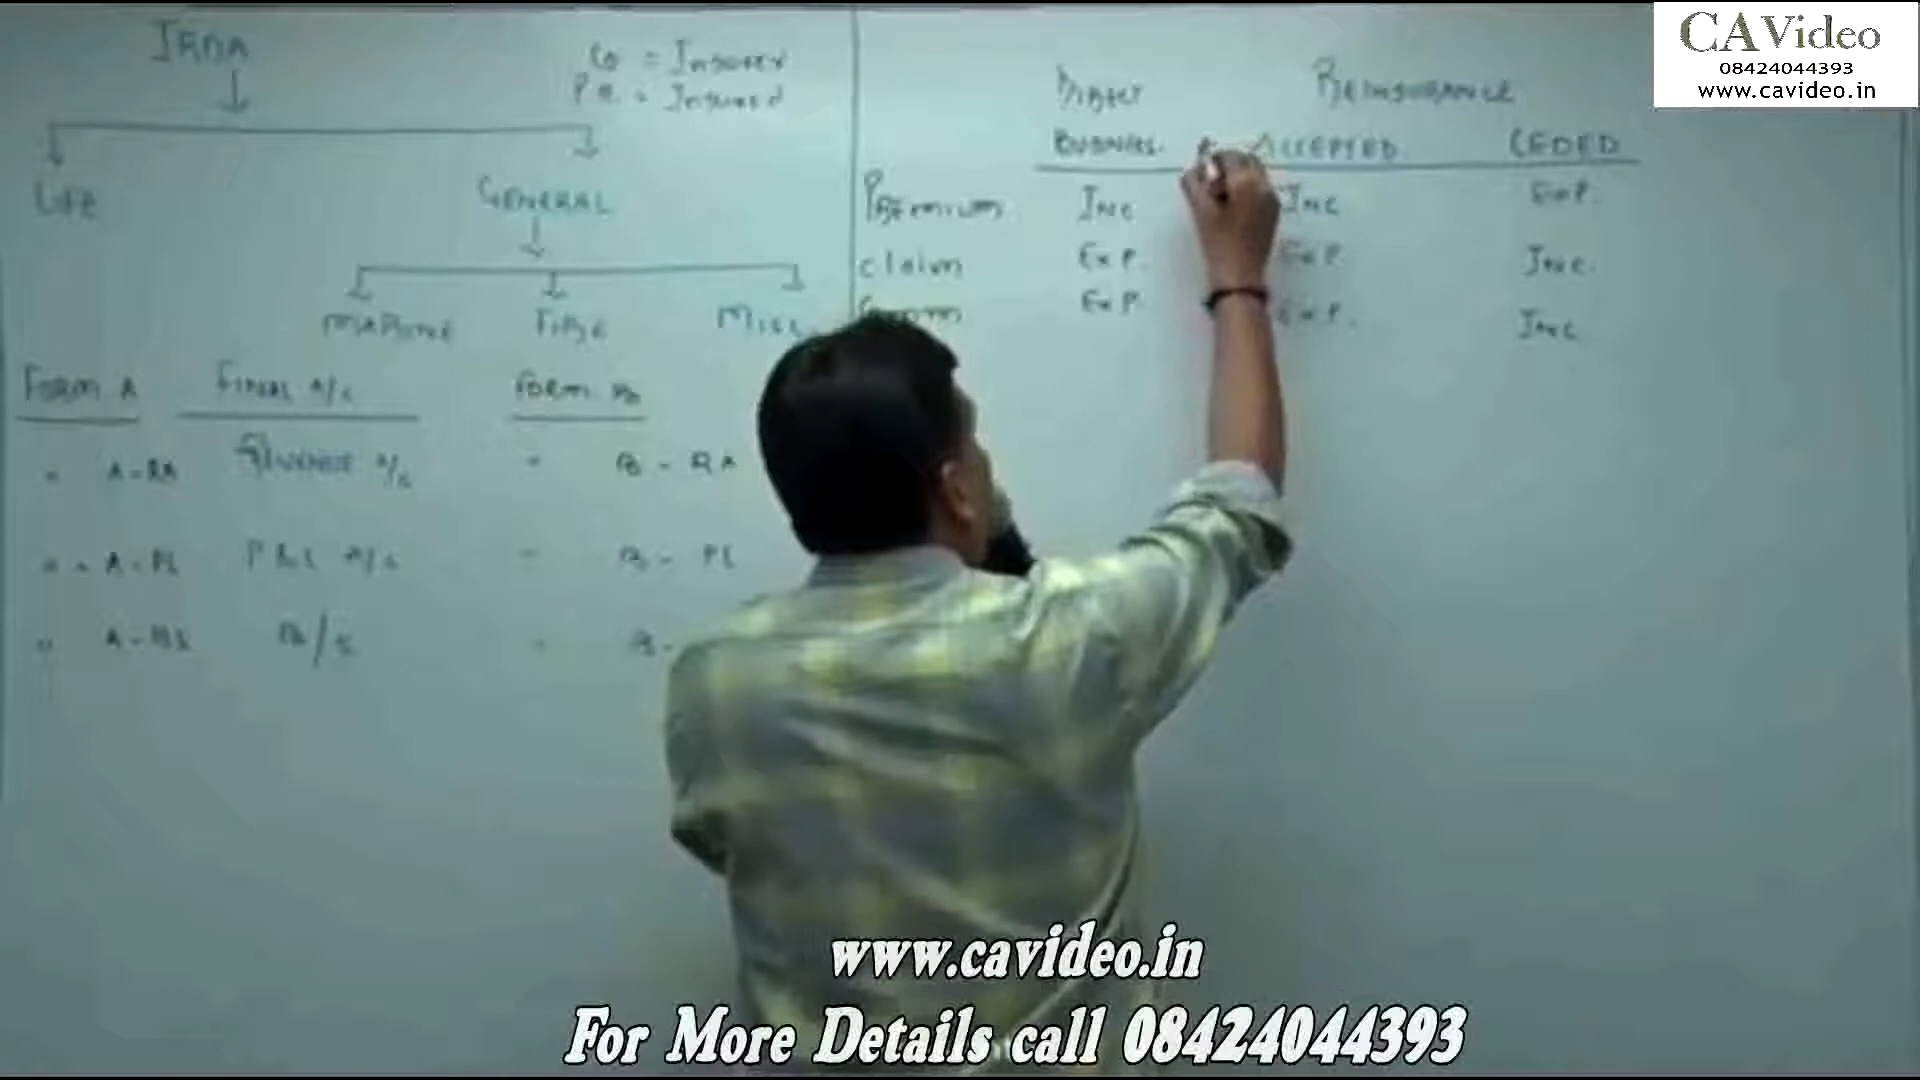 IRDA
Co = Insurer
P.H. = Insured
LIFE GENERAL
MARINE FIRE MISC
FORM A FINAL A/c FORM B
" A-RA REVENUE A/c " B - RA
" A-PL P&L A/c " B - PL
" A-BS B/S " B-
DIRECT REINSURANCE
BUSINESS ACCEPTED CEDED
PREMIUM INC INC EXP.
Claim EXP. EXP. INC.
Comm EXP. EXP. INC
CAVideo
08424044393
www.cavideo.in
www.cavideo.in
For More Details call 08424044393